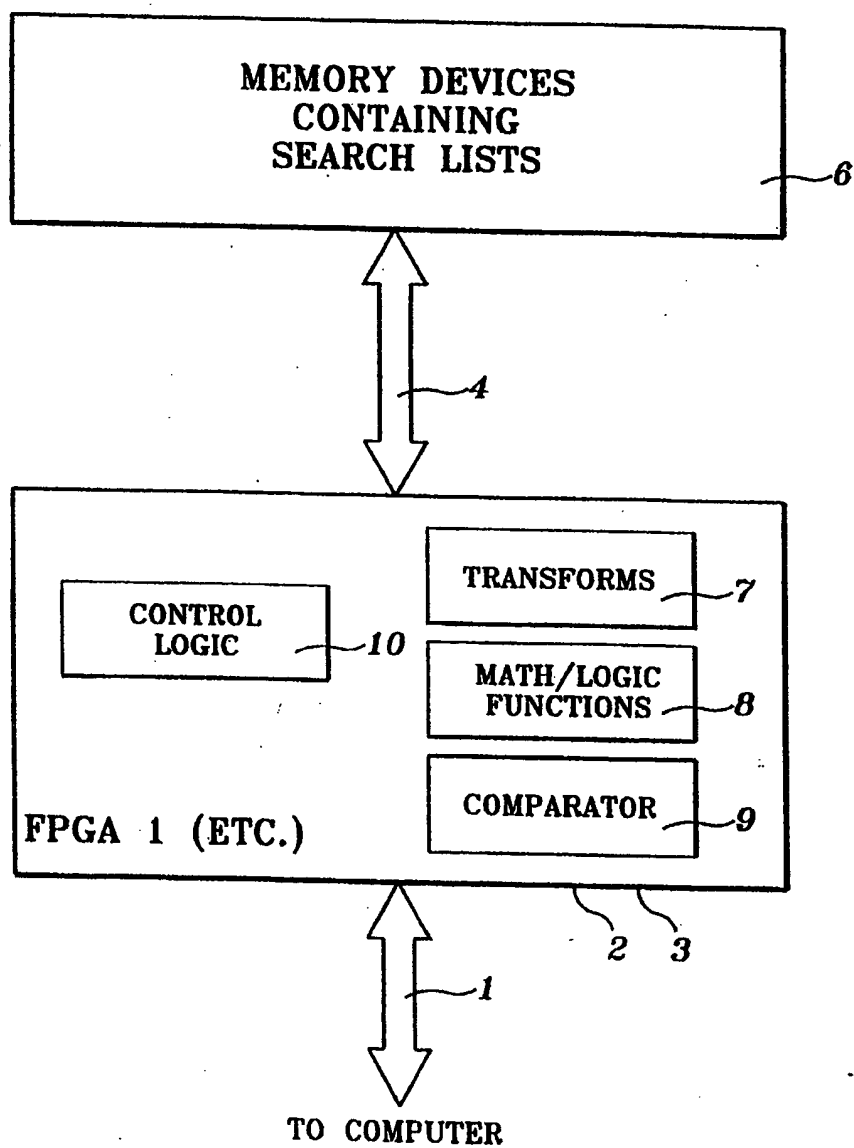 MEMORY DEVICES
CONTAINING
SEARCH LISTS
6
4
TRANSFORMS
7
CONTROL
LOGIC
10
MATH/LOGIC
FUNCTIONS
8
COMPARATOR
9
FPGA 1 (ETC.)
2
3
1
TO COMPUTER